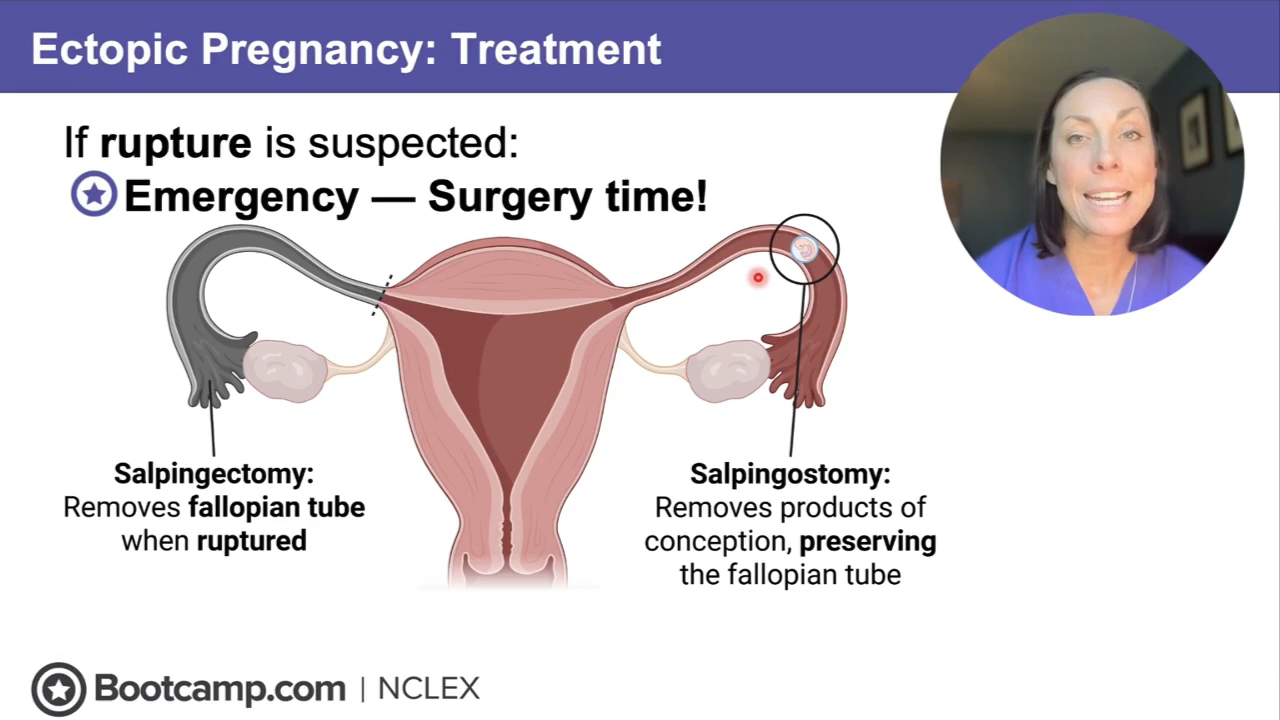 Ectopic Pregnancy: Treatment
If rupture is suspected:
Emergency — Surgery time!
Salpingectomy:
Removes fallopian tube
when ruptured
Salpingostomy:
Removes products of
conception, preserving
the fallopian tube
Bootcamp.com | NCLEX